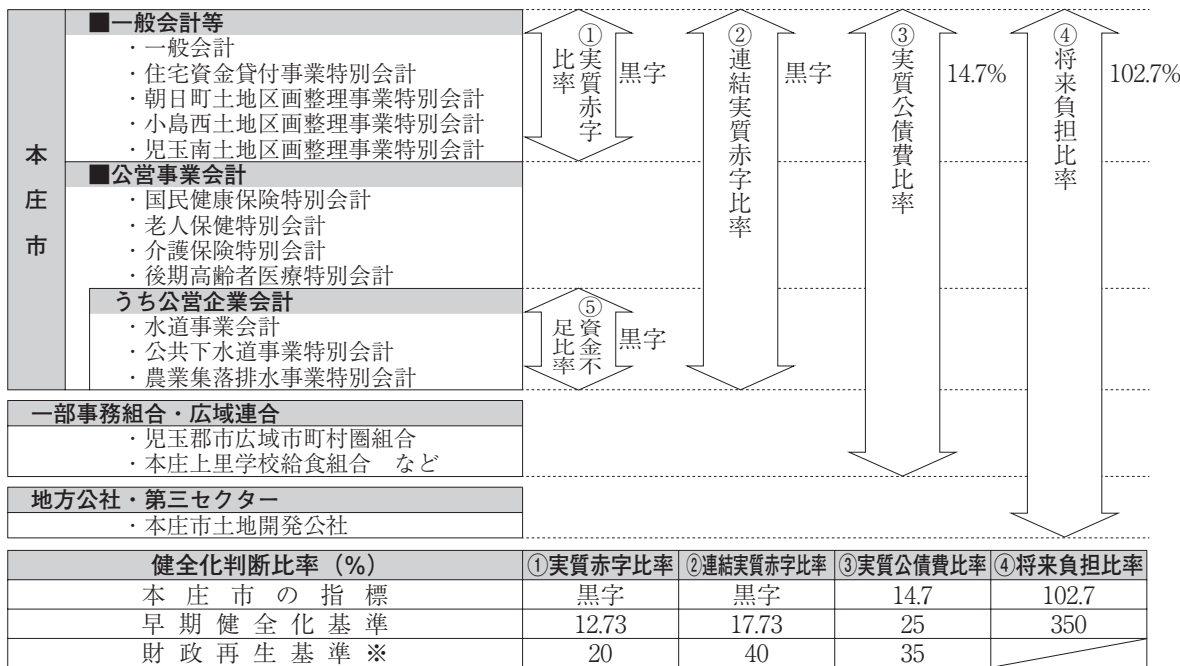 本庄市
■一般会計等
・一般会計
・住宅資金貸付事業特別会計
・朝日町土地区画整理事業特別会計
・小島西土地区画整理事業特別会計
・児玉南土地区画整理事業特別会計
■公営事業会計
・国民健康保険特別会計
・老人保健特別会計
・介護保険特別会計
・後期高齢者医療特別会計
うち公営企業会計
・水道事業会計
・公共下水道事業特別会計
・農業集落排水事業特別会計
一部事務組合・広域連合
・児玉郡市広域市町村圏組合
・本庄上里学校給食組合 など
地方公社・第三セクター
・本庄市土地開発公社
①実質赤字
比率
黒字
②連結実質赤字比率
黒字
③実質公債費比率
14.7%
④将来負担比率
102.7%
⑤資金不
足比率
黒字
健全化判断比率（%） ①実質赤字比率 ②連結実質赤字比率 ③実質公債費比率 ④将来負担比率
本庄市の指標 黒字 黒字 14.7 102.7
早期健全化基準 12.73 17.73 25 350
財政再生基準※ 20 40 35